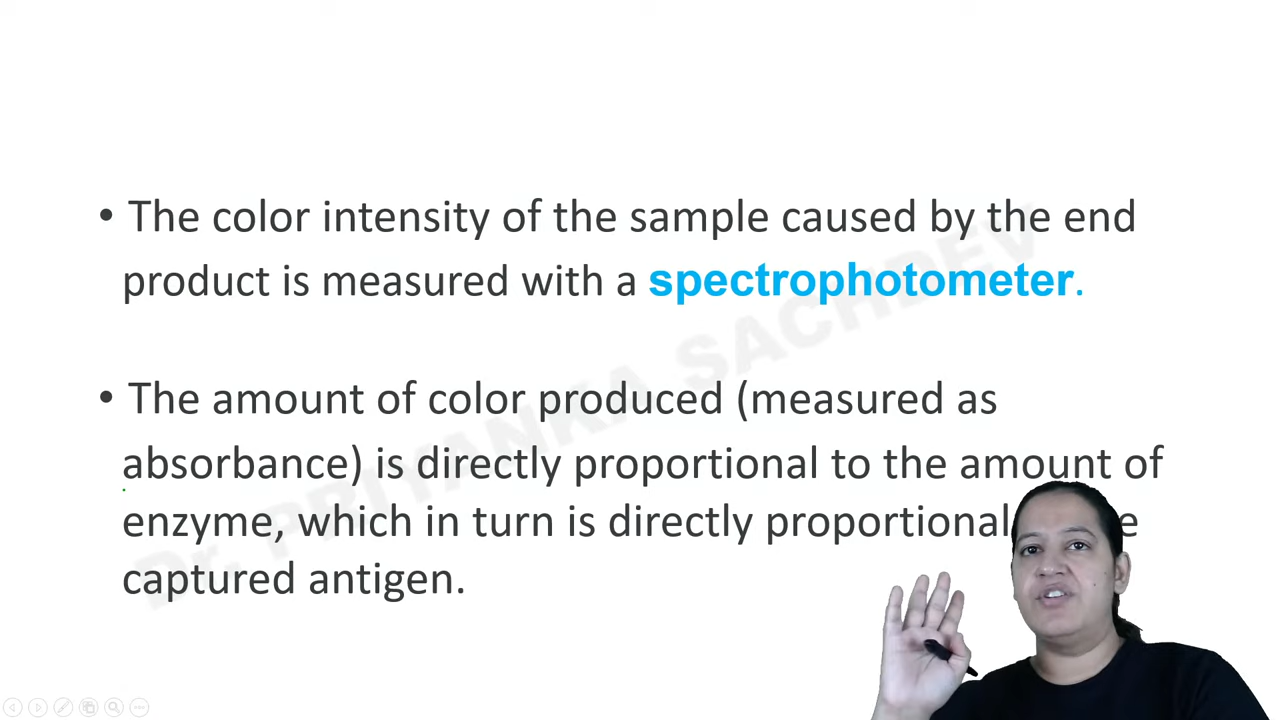 • The color intensity of the sample caused by the end
product is measured with a spectrophotometer.
• The amount of color produced (measured as
absorbance) is directly proportional to the amount of
enzyme, which in turn is directly proportional
captured antigen.
Dr. PRIYANKA SACHDEV